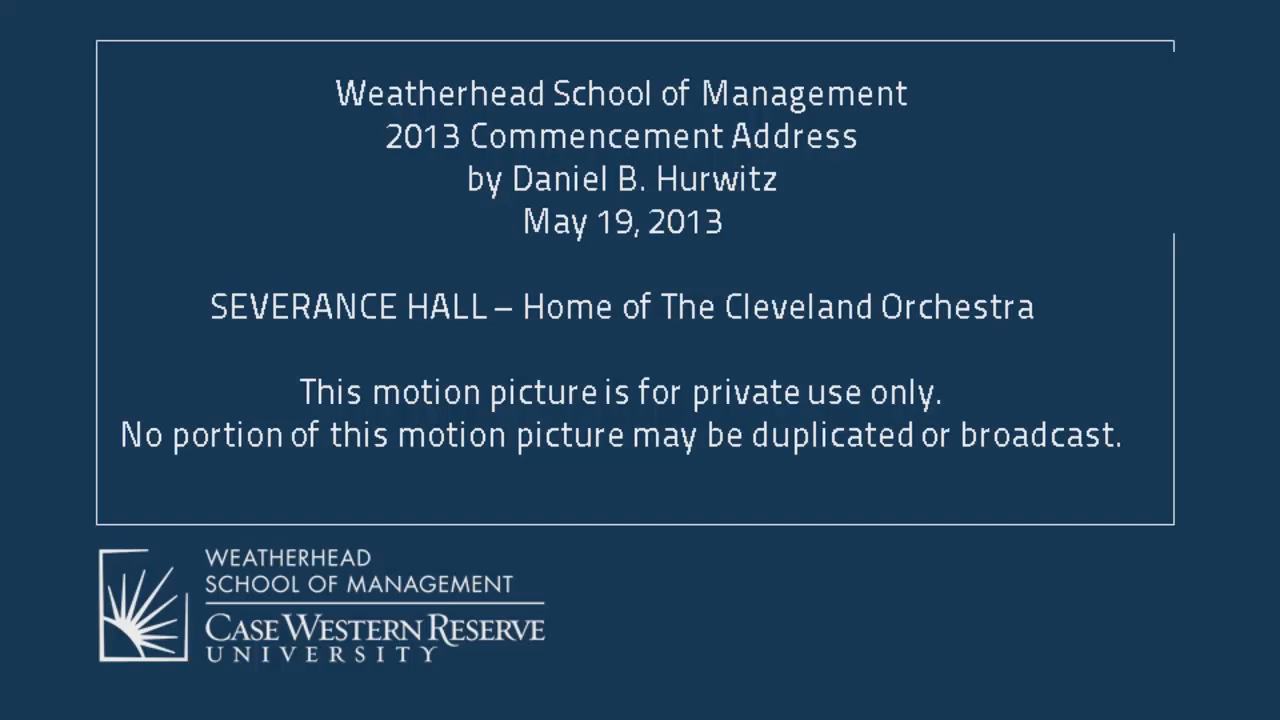 Weatherhead School of Management
2013 Commencement Address
by Daniel B. Hurwitz
May 19, 2013
SEVERANCE HALL – Home of The Cleveland Orchestra
This motion picture is for private use only.
No portion of this motion picture may be duplicated or broadcast.
WEATHERHEAD
SCHOOL OF MANAGEMENT
CASE WESTERN RESERVE
UNIVERSITY